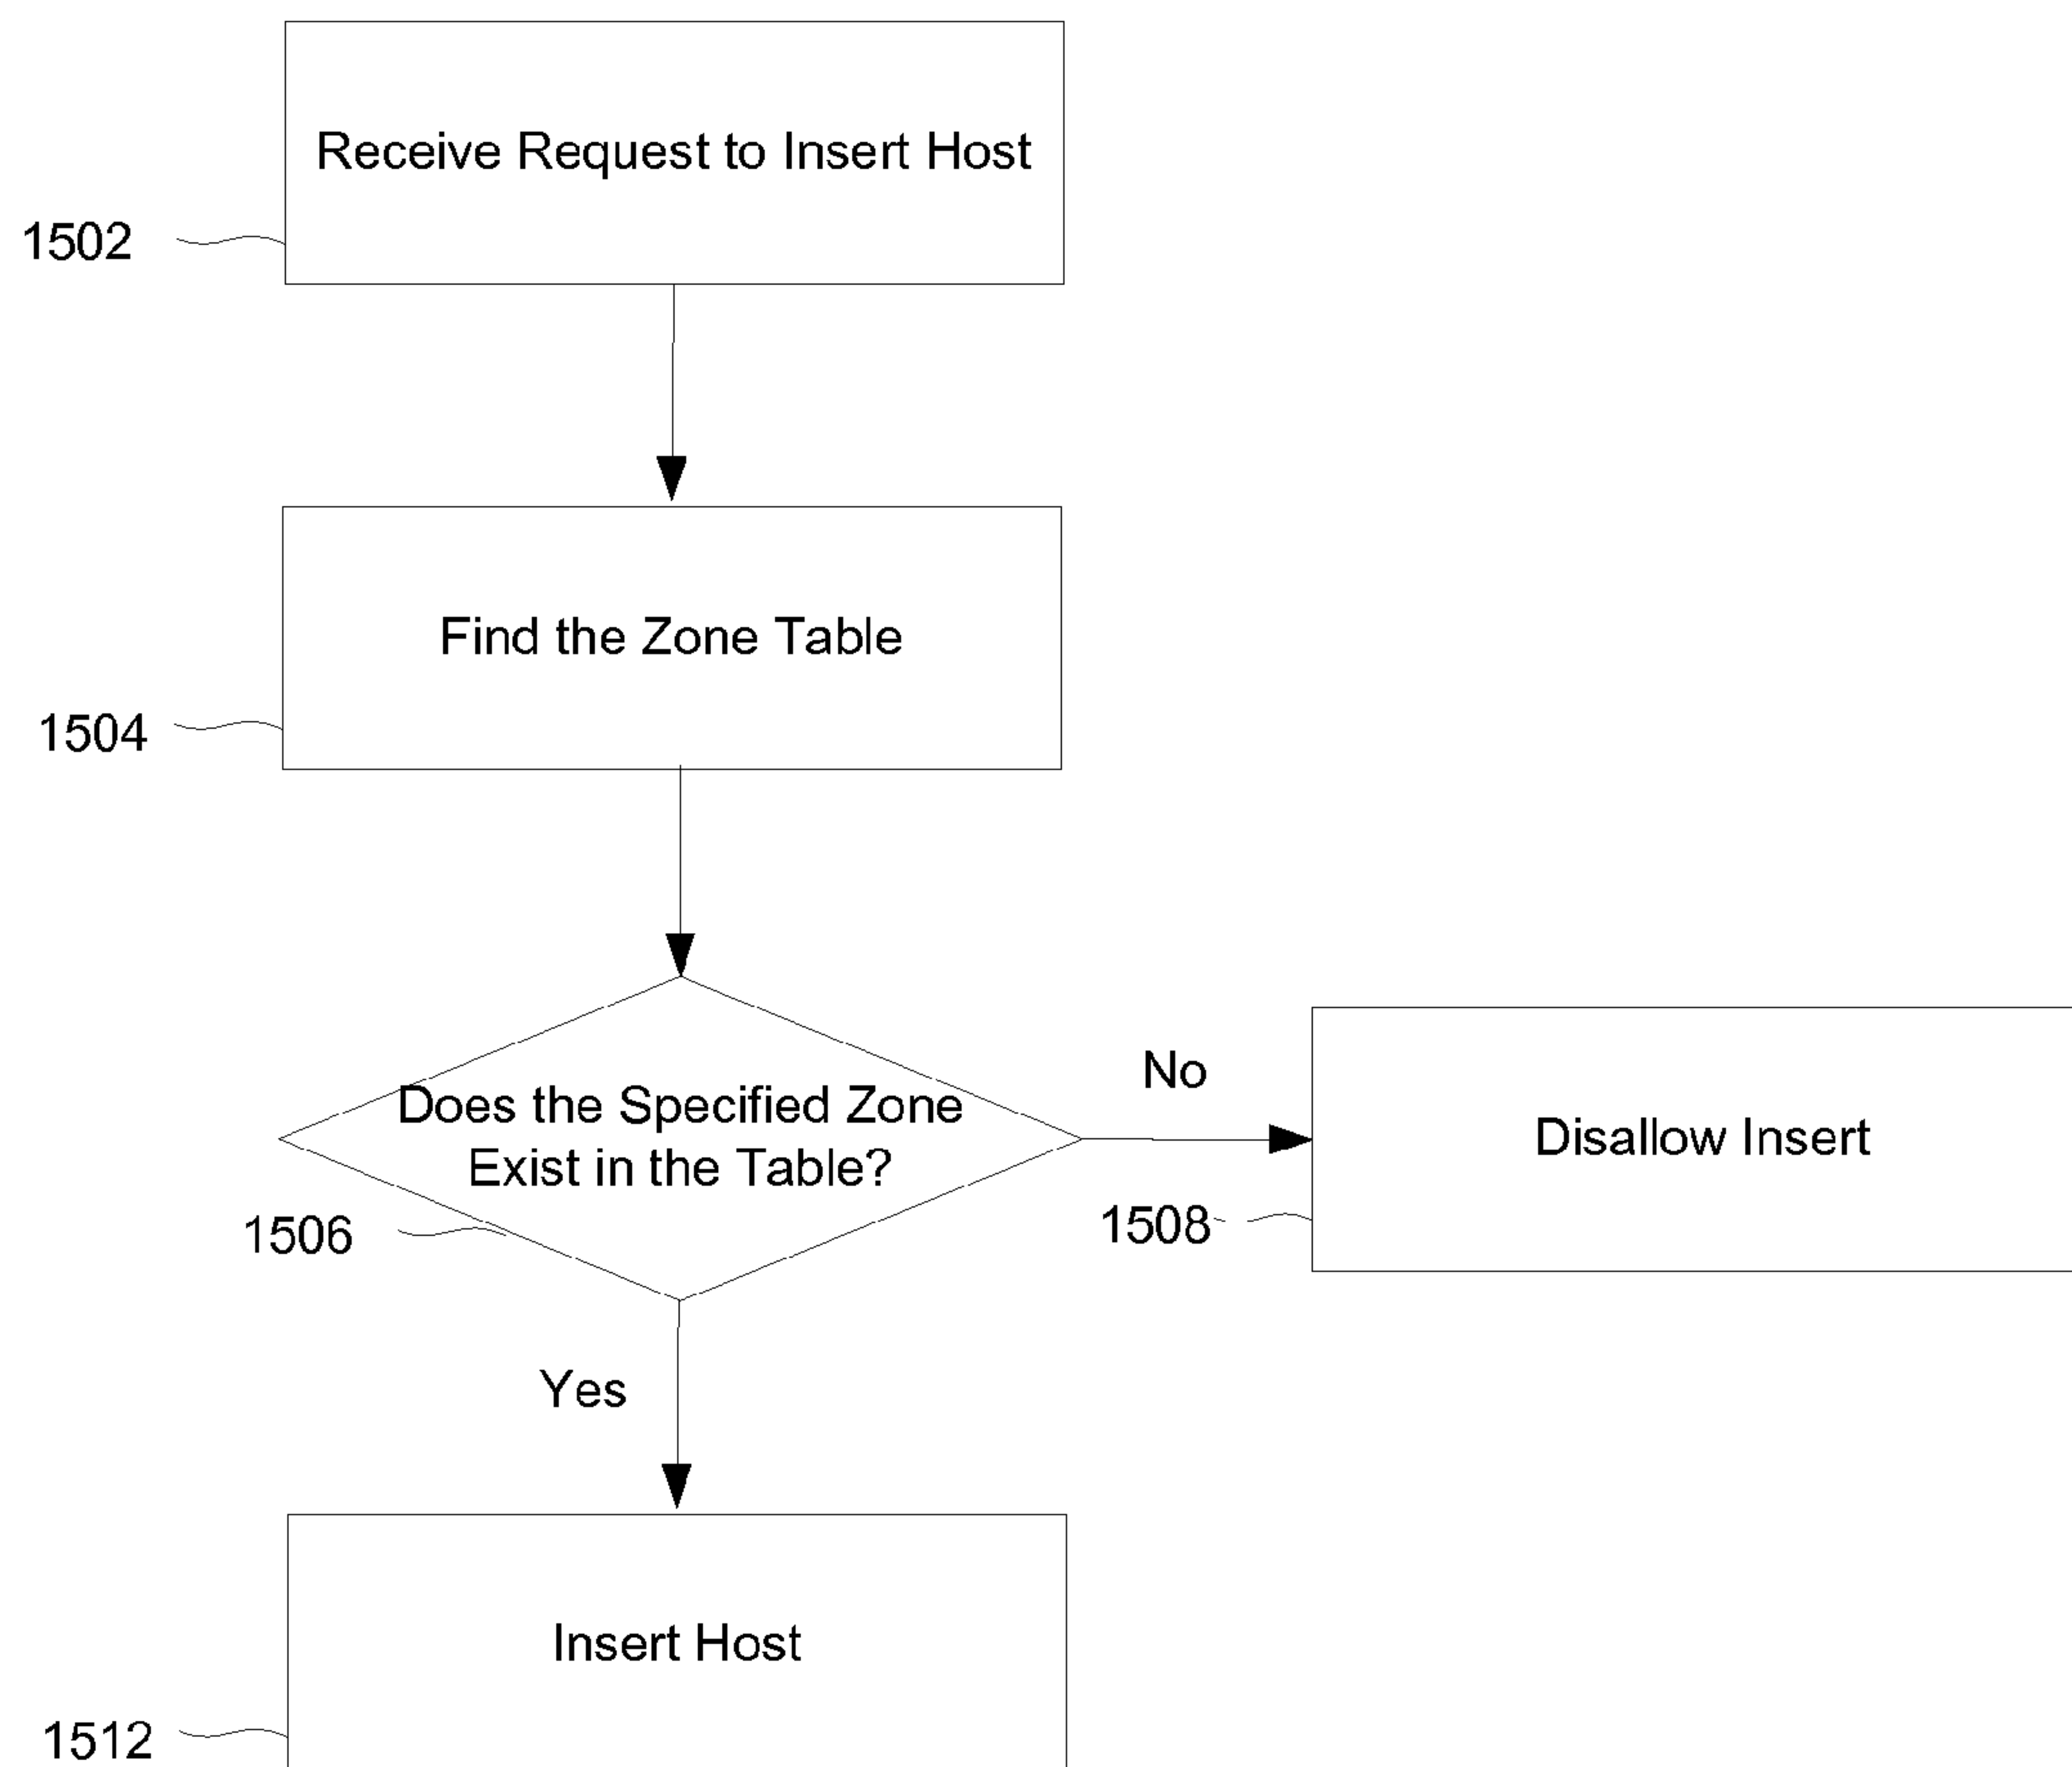 Receive Request to Insert Host
1502
Find the Zone Table
1504
Does the Specified Zone
Exist in the Table?
1506
No
Disallow Insert
1508
Yes
Insert Host
1512